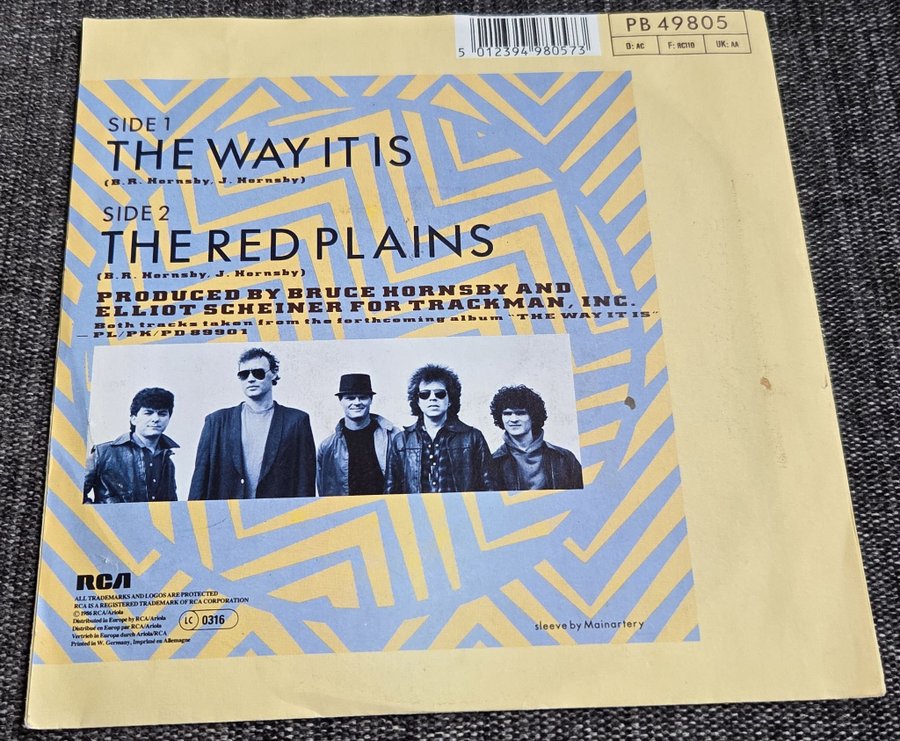 PB 49805
D: AC F: RC110 UK: AA
5 012394 980573
SIDE 1
THE WAY IT IS
(B.R. Hornsby, J. Hornsby)
SIDE 2
THE RED PLAINS
(B.R. Hornsby, J. Hornsby)
PRODUCED BY BRUCE HORNSBY AND
ELLIOT SCHEINER FOR TRACKMAN, INC.
Both tracks taken from the forthcoming album "THE WAY IT IS"
– PL/PK/PD 89901
RCA
ALL TRADEMARKS AND LOGOS ARE PROTECTED
RCA IS A REGISTERED TRADEMARK OF RCA CORPORATION
© 1986 RCA/Ariola
Distributed in Europe by RCA/Ariola
Distribué en Europ par RCA/Ariola
Vertrieb in Europa durch Ariola/RCA
Printed in W. Germany, Imprimé en Allemagne
LC 0316
sleeve by Mainartery